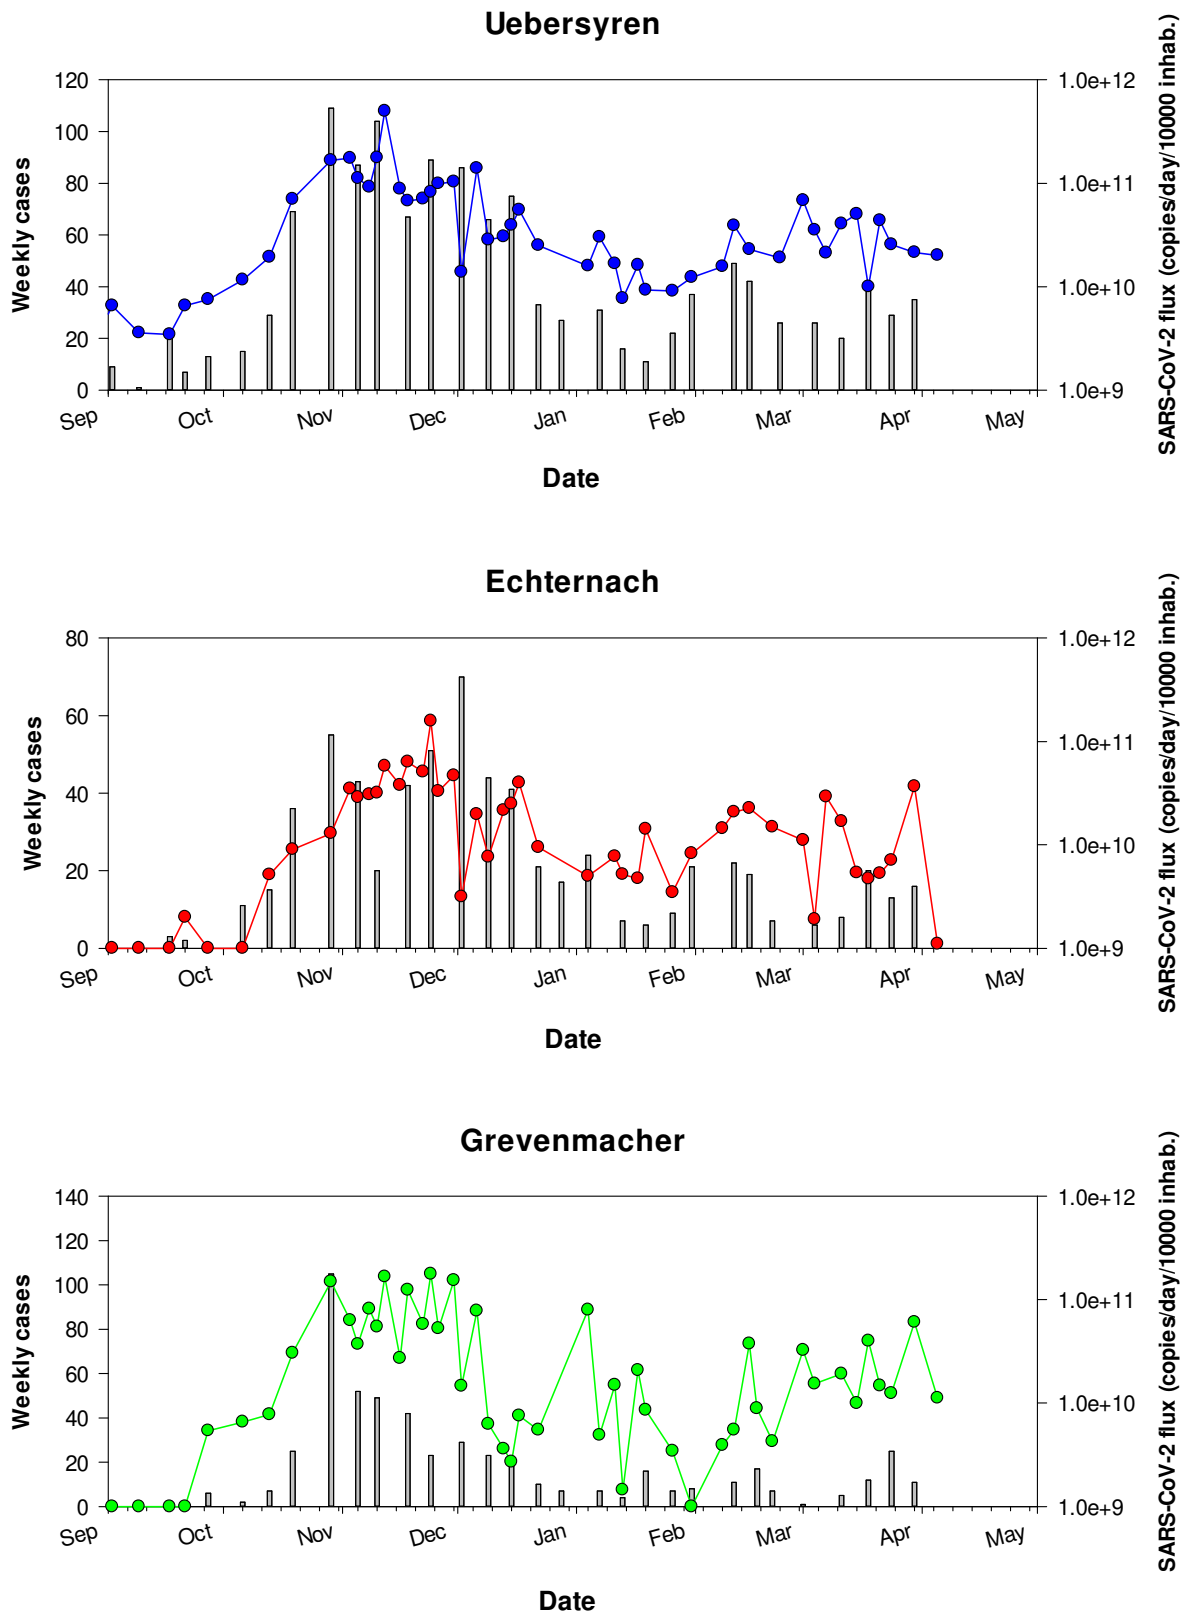 Uebersyren
Weekly cases
SARS-CoV-2 flux (copies/day/10000 inhab.)
120
100
80
60
40
20
0
1.0e+12
1.0e+11
1.0e+10
1.0e+9
Sep
Oct
Nov
Dec
Jan
Feb
Mar
Apr
May
Date
Echternach
Weekly cases
SARS-CoV-2 flux (copies/day/10000 inhab.)
80
60
40
20
0
1.0e+12
1.0e+11
1.0e+10
1.0e+9
Sep
Oct
Nov
Dec
Jan
Feb
Mar
Apr
May
Date
Grevenmacher
Weekly cases
SARS-CoV-2 flux (copies/day/10000 inhab.)
140
120
100
80
60
40
20
0
1.0e+12
1.0e+11
1.0e+10
1.0e+9
Sep
Oct
Nov
Dec
Jan
Feb
Mar
Apr
May
Date